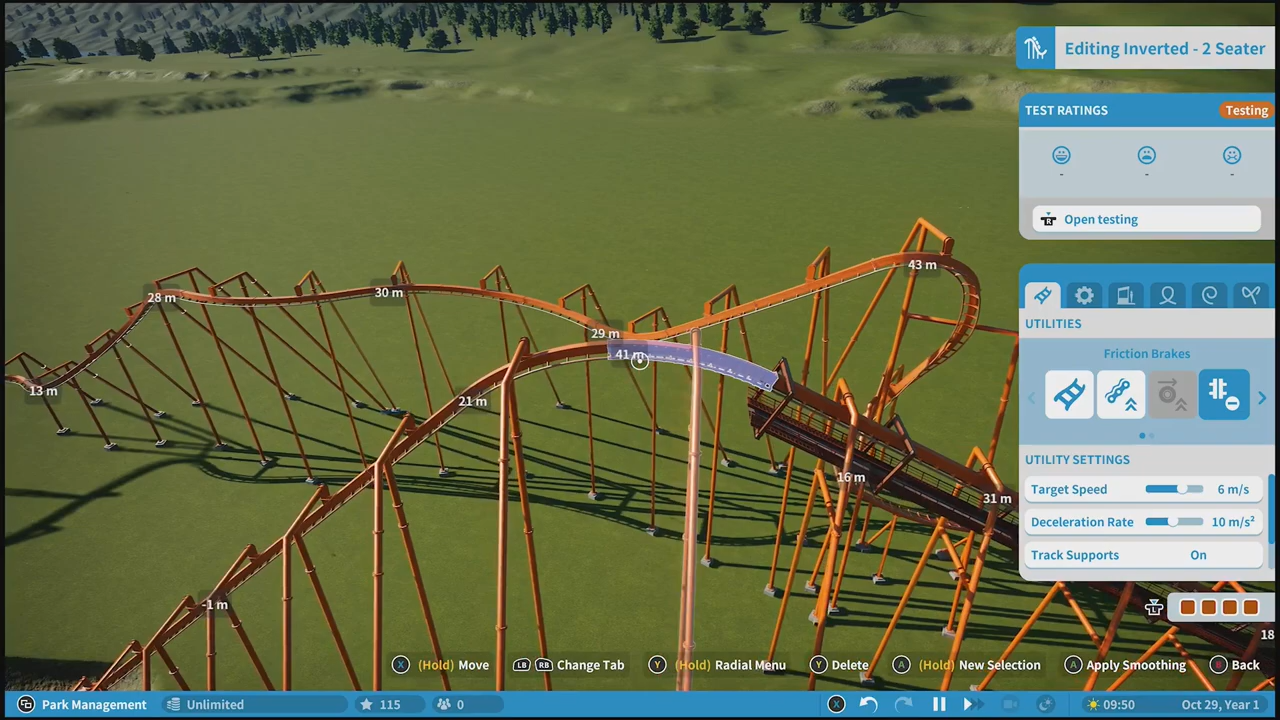 Editing Inverted - 2 Seater
TEST RATINGS
Testing
-
-
-
Open testing
UTILITIES
Friction Brakes
UTILITY SETTINGS
Target Speed 6 m/s
Deceleration Rate 10 m/s²
Track Supports On
43 m
28 m
30 m
29 m
41 m
13 m
21 m
16 m
31 m
-1 m
18
X (Hold) Move
LB RB Change Tab
Y (Hold) Radial Menu
Y Delete
A (Hold) New Selection
A Apply Smoothing
B Back
Park Management
Unlimited
115
0
X
09:50
Oct 29, Year 1